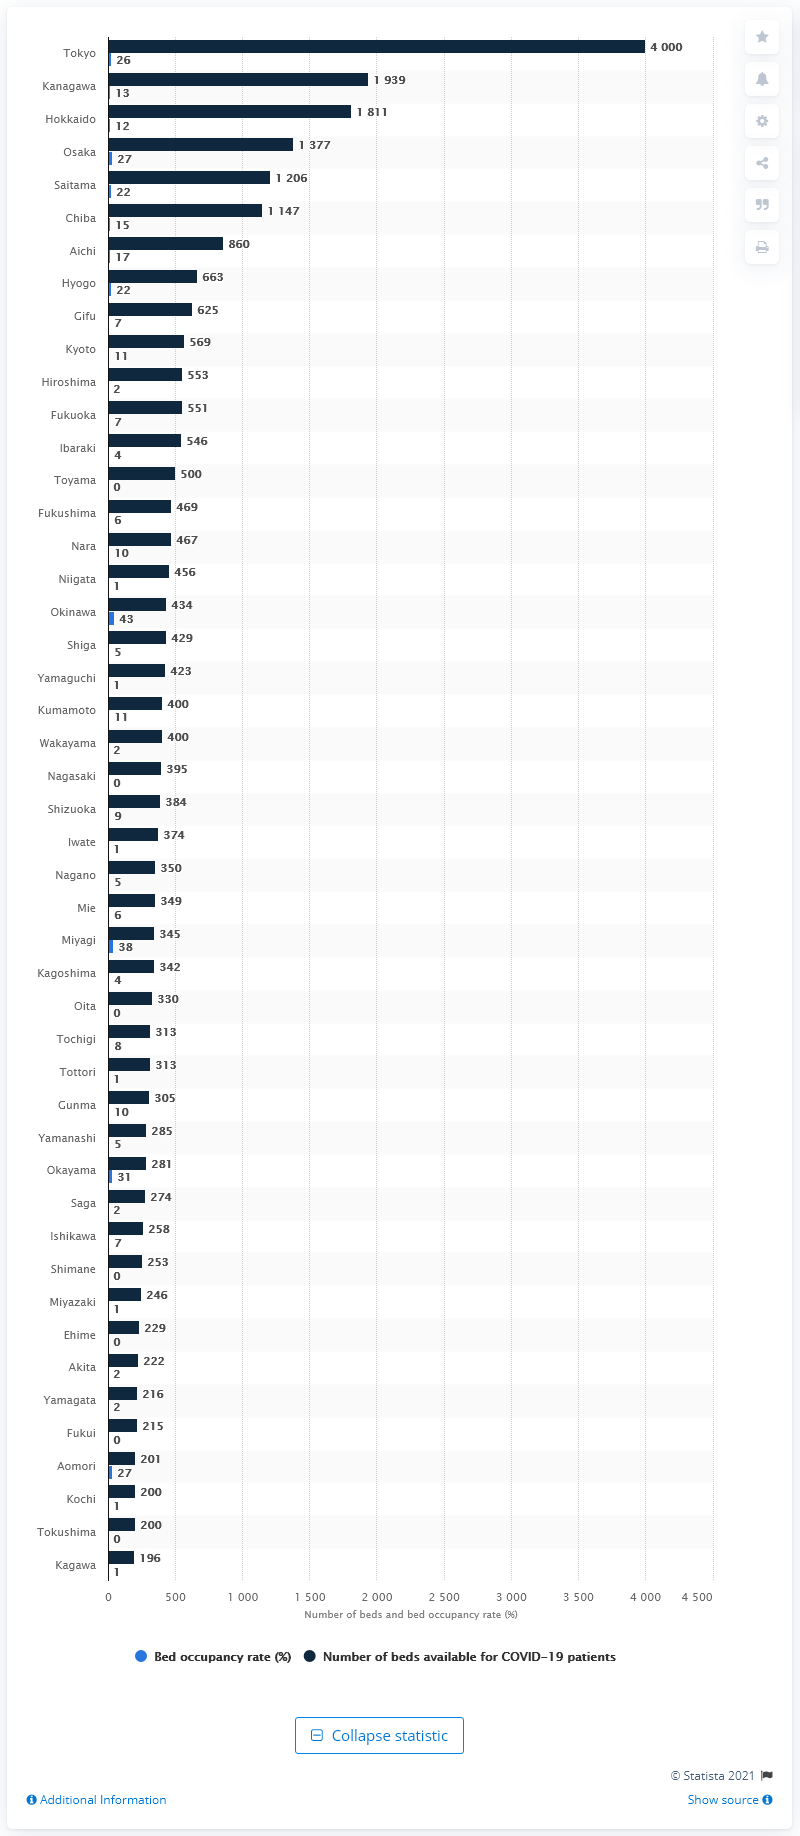 Tokyo 4 000
26
Kanagawa 1 939
13
Hokkaido 1 811
12
Osaka 1 377
27
Saitama 1 206
22
Chiba 1 147
15
Aichi 860
17
Hyogo 663
22
Gifu 625
7
Kyoto 569
11
Hiroshima 553
2
Fukuoka 551
7
Ibaraki 546
4
Toyama 500
0
Fukushima 469
6
Nara 467
10
Niigata 456
1
Okinawa 434
43
Shiga 429
5
Yamaguchi 423
1
Kumamoto 400
11
Wakayama 400
2
Nagasaki 395
0
Shizuoka 384
9
Iwate 374
1
Nagano 350
5
Mie 349
6
Miyagi 345
38
Kagoshima 342
4
Oita 330
0
Tochigi 313
8
Tottori 313
1
Gunma 305
10
Yamanashi 285
5
Okayama 281
31
Saga 274
2
Ishikawa 258
7
Shimane 253
0
Miyazaki 246
1
Ehime 229
0
Akita 222
2
Yamagata 216
2
Fukui 215
0
Aomori 201
27
Kochi 200
1
Tokushima 200
0
Kagawa 196
1
0 500 1 000 1 500 2 000 2 500 3 000 3 500 4 000 4 500
Number of beds and bed occupancy rate (%)
Bed occupancy rate (%) Number of beds available for COVID-19 patients
Collapse statistic
© Statista 2021
Additional Information Show source